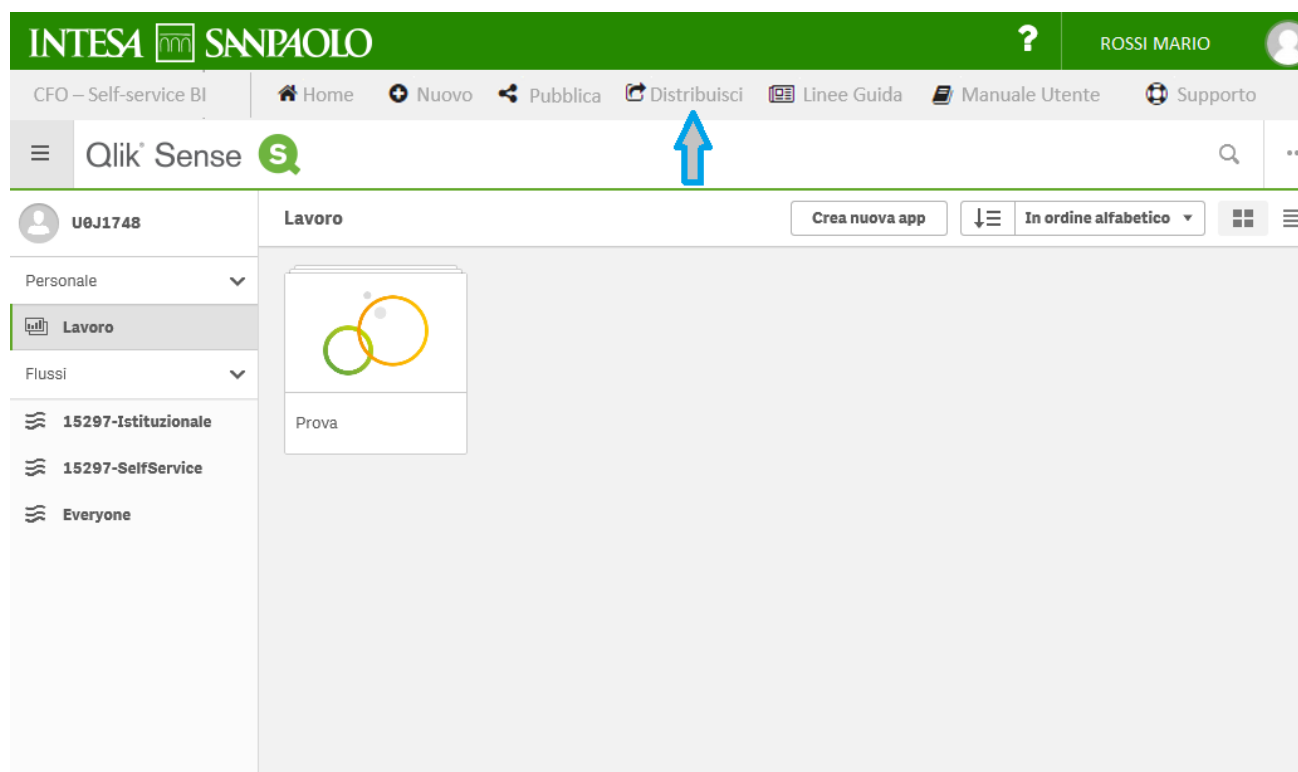 INTESA SANPAOLO ? ROSSI MARIO
CFO – Self-service BI Home Nuovo Pubblica Distribuisci Linee Guida Manuale Utente Supporto
Qlik Sense S
U0J1748 Lavoro Crea nuova app In ordine alfabetico
Personale
Lavoro
Flussi
15297-Istituzionale Prova
15297-SelfService
Everyone